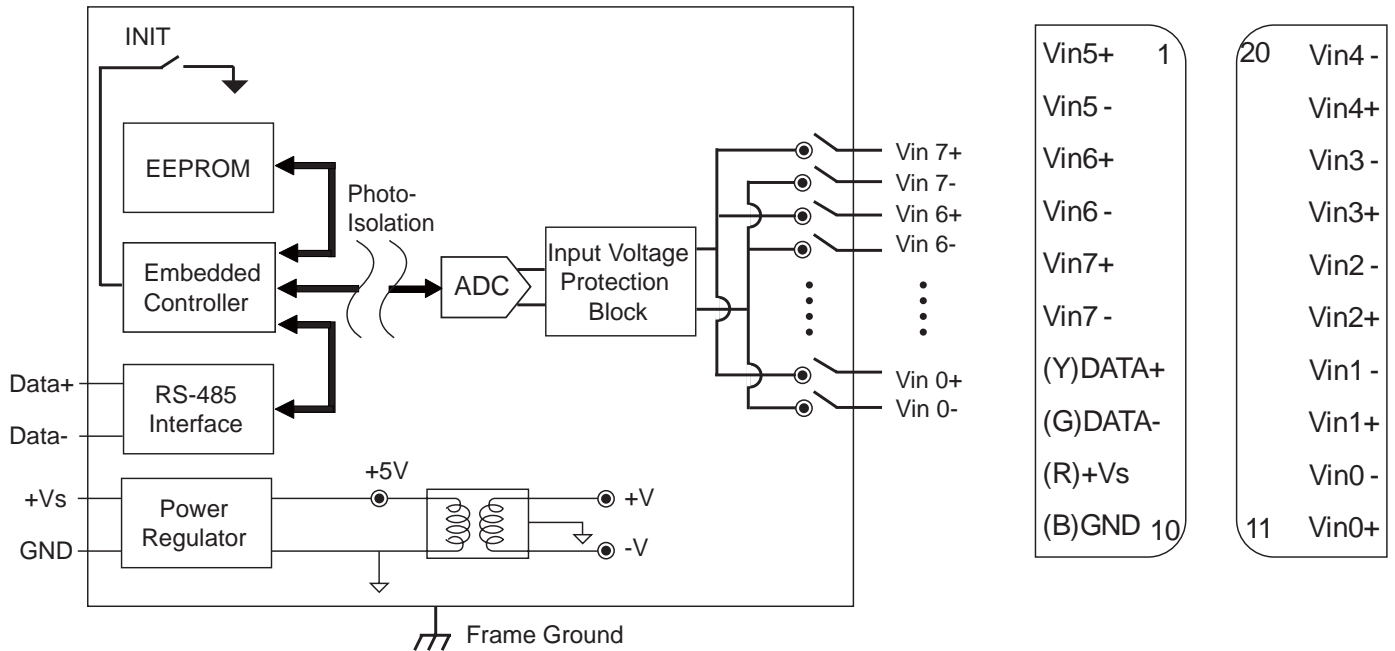 INIT
EEPROM
Photo-
Isolation
Embedded
Controller
ADC
Input Voltage
Protection
Block
Vin 7+
Vin 7-
Vin 6+
Vin 6-
Vin 0+
Vin 0-
Data+
Data-
RS-485
Interface
+Vs
GND
Power
Regulator
+5V
+V
-V
Frame Ground
Vin5+ 1
Vin5 -
Vin6+
Vin6 -
Vin7+
Vin7 -
(Y)DATA+
(G)DATA-
(R)+Vs
(B)GND 10
20 Vin4 -
Vin4+
Vin3 -
Vin3+
Vin2 -
Vin2+
Vin1 -
Vin1+
Vin0 -
11 Vin0+